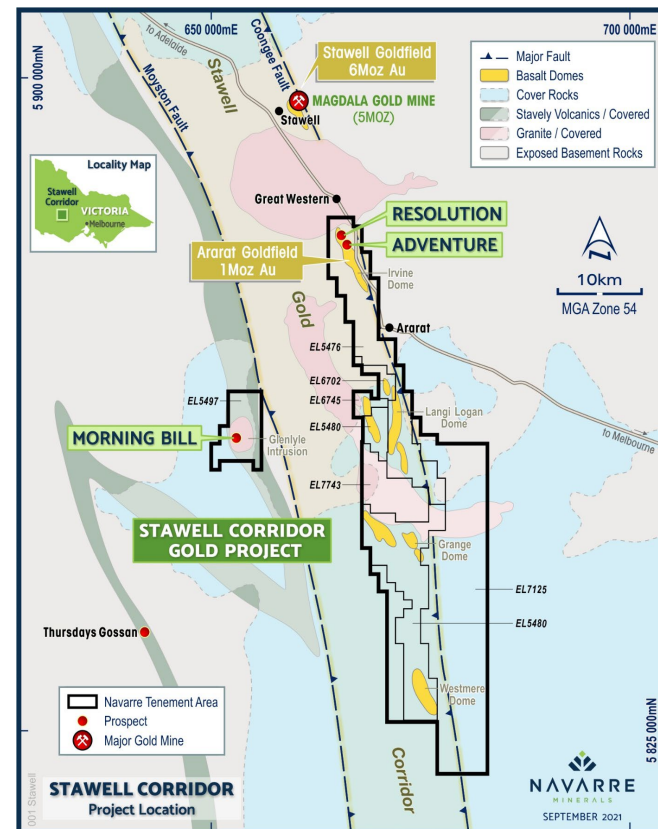 650 000mE
700 000mE
5 900 000mN
to Adelaide
Coongee Fault
Moyston Fault
Stawell
Stawell Goldfield
6Moz Au
MAGDALA GOLD MINE
(5MOZ)
Stawell
Major Fault
Basalt Domes
Cover Rocks
Stavely Volcanics / Covered
Granite / Covered
Exposed Basement Rocks
Locality Map
Stawell
Corridor
VICTORIA
Melbourne
Great Western
RESOLUTION
ADVENTURE
Ararat Goldfield
1Moz Au
Irvine
Dome
10km
MGA Zone 54
Gold
Ararat
EL5476
EL6702
EL6745
EL5480
EL5497
Langi Logan
Dome
to Melbourne
MORNING BILL
Glenlyle
Intrusion
EL7743
STAWELL CORRIDOR
GOLD PROJECT
Grange
Dome
EL7125
EL5480
Thursdays Gossan
Westmere
Dome
Navarre Tenement Area
Prospect
Major Gold Mine
Corridor
5 825 000mN
STAWELL CORRIDOR
Project Location
001 Stawell
NAVARRE
MINERALS
SEPTEMBER 2021